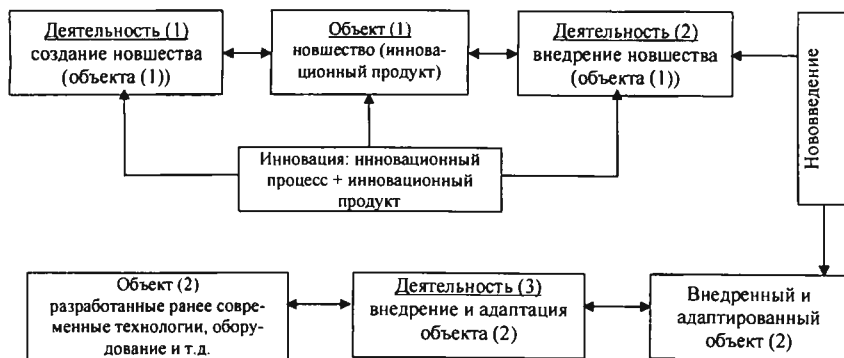 Деятельность (1)
создание новшества
(объекта (1))
Объект (1)
новшество (иннова-
ционный продукт)
Деятельность (2)
внедрение новшества
(объекта (1))
Нововведение
Инновация: ннновационный
процесс + инновационный
продукт
Объект (2)
разработанные ранее совре-
менные технологии, обору-
дование и т.д.
Деятельность (3)
внедрение и адаптация
объекта (2)
Внедренный и
адаптированный
объект (2)